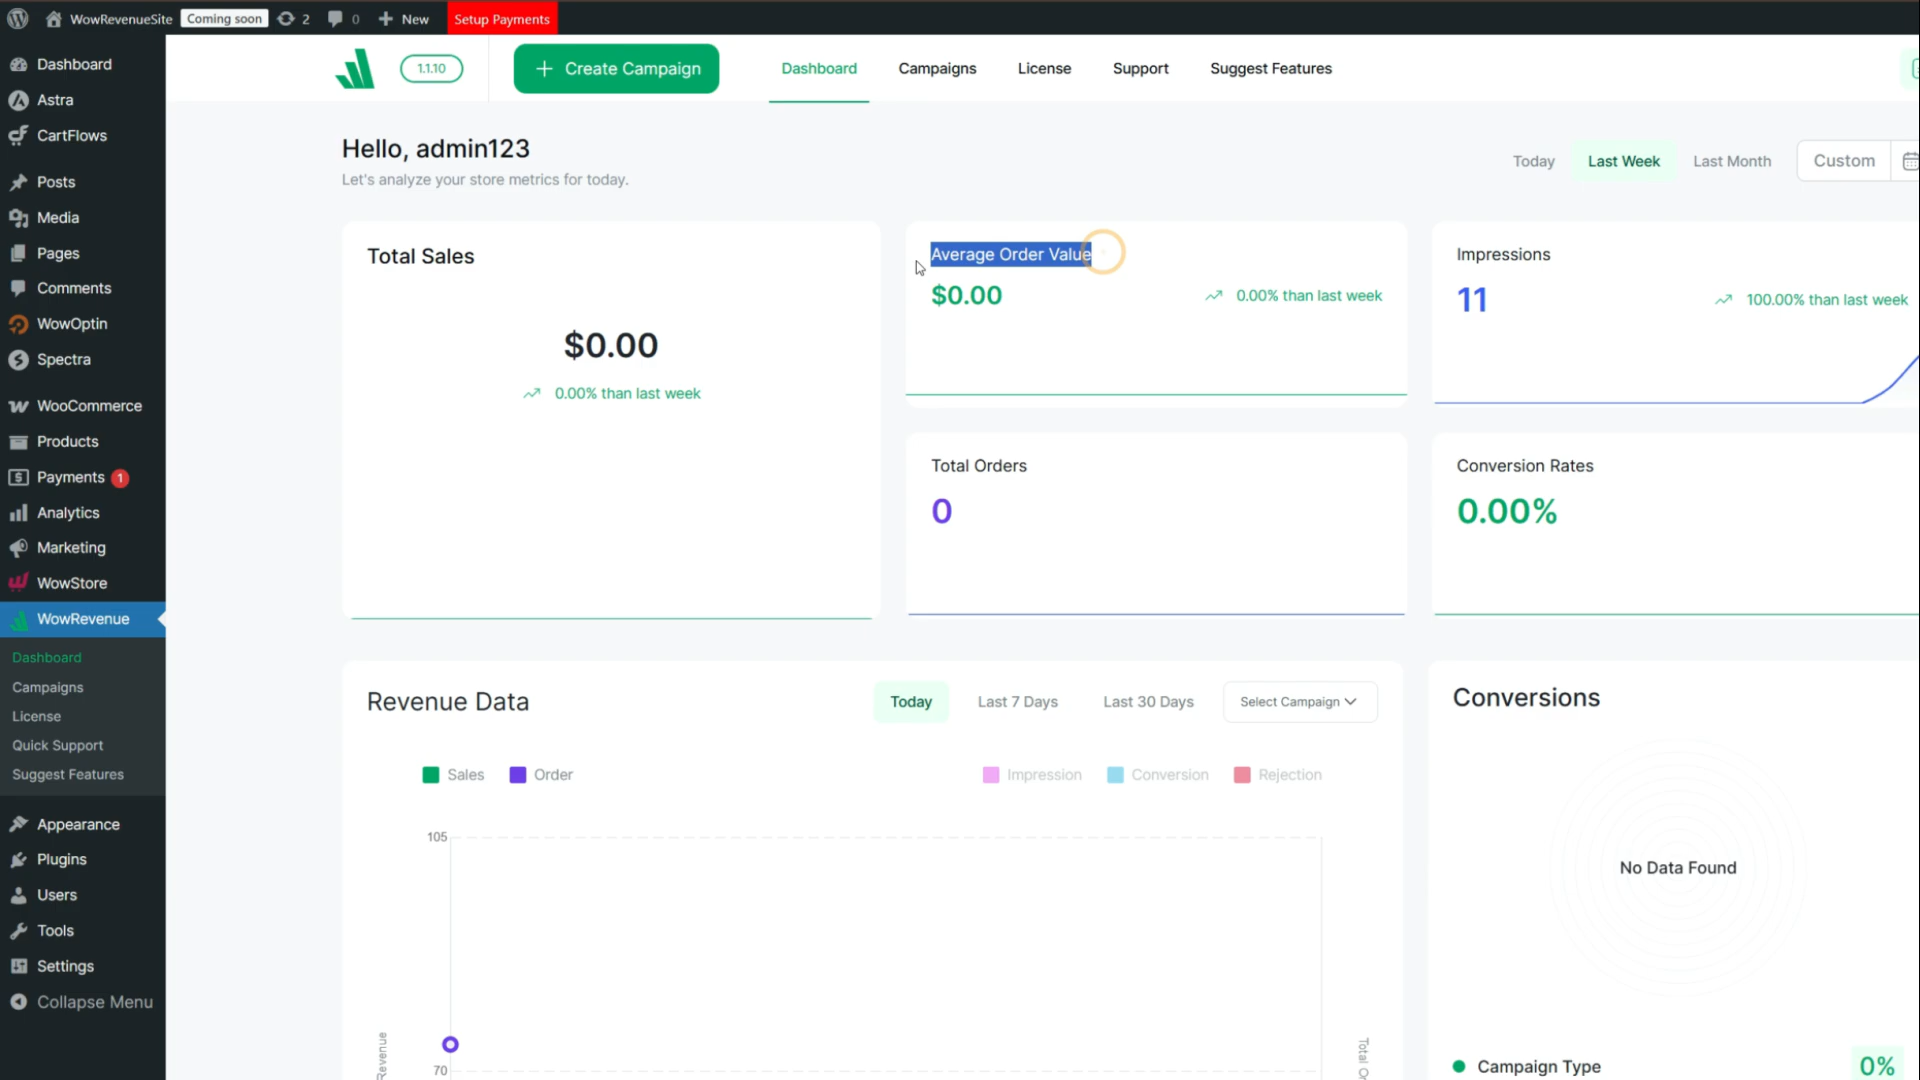 WowRevenueSite Coming soon 2 0 New Setup Payments
Dashboard
Astra
CartFlows
Posts
Media
Pages
Comments
WowOptin
Spectra
WooCommerce
Products
Payments 1
Analytics
Marketing
WowStore
WowRevenue
Dashboard
Campaigns
License
Quick Support
Suggest Features
Appearance
Plugins
Users
Tools
Settings
Collapse Menu
1.1.10
+ Create Campaign
Dashboard Campaigns License Support Suggest Features
Hello, admin123
Let's analyze your store metrics for today.
Today Last Week Last Month Custom
Total Sales
$0.00
0.00% than last week
Average Order Value
$0.00
0.00% than last week
Impressions
11
100.00% than last week
Total Orders
0
Conversion Rates
0.00%
Revenue Data
Today Last 7 Days Last 30 Days Select Campaign
Sales Order Impression Conversion Rejection
105
70
Revenue
Total Or
Conversions
No Data Found
Campaign Type 0%